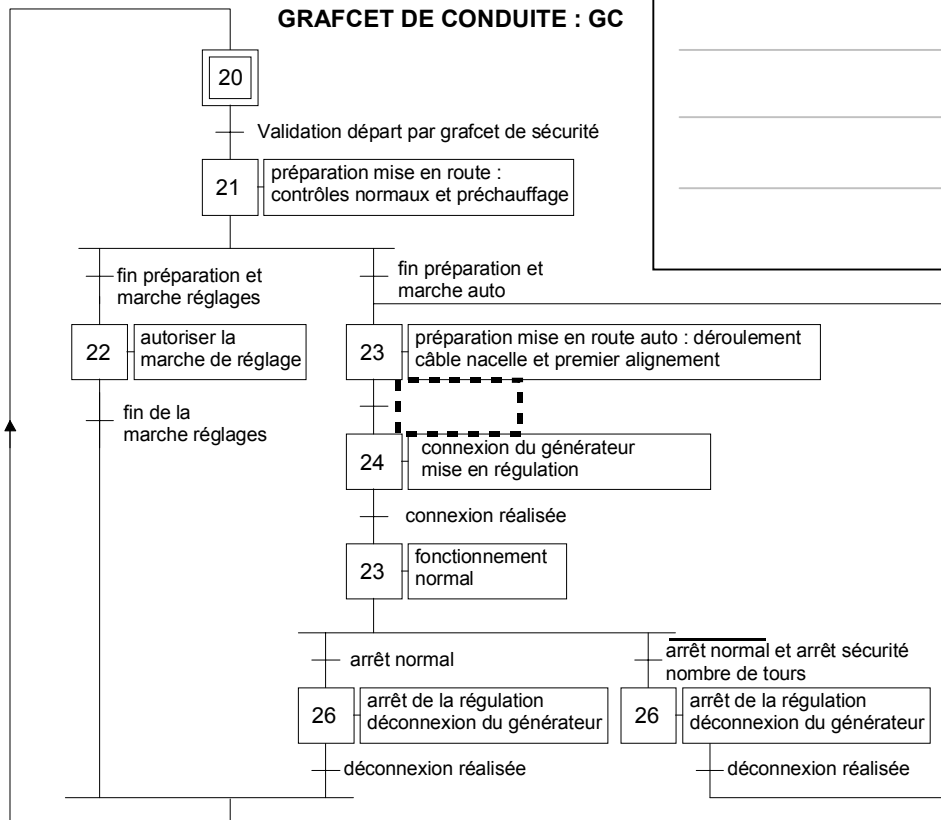 GRAFCET DE CONDUITE : GC
20
Validation départ par grafcet de sécurité
21
préparation mise en route :
contrôles normaux et préchauffage
fin préparation et
marche réglages
fin préparation et
marche auto
22
autoriser la
marche de réglage
23
préparation mise en route auto : déroulement
câble nacelle et premier alignement
fin de la
marche réglages
24
connexion du générateur
mise en régulation
connexion réalisée
23
fonctionnement
normal
arrêt normal
arrêt normal et arrêt sécurité
nombre de tours
26
arrêt de la régulation
déconnexion du générateur
26
arrêt de la régulation
déconnexion du générateur
déconnexion réalisée
déconnexion réalisée